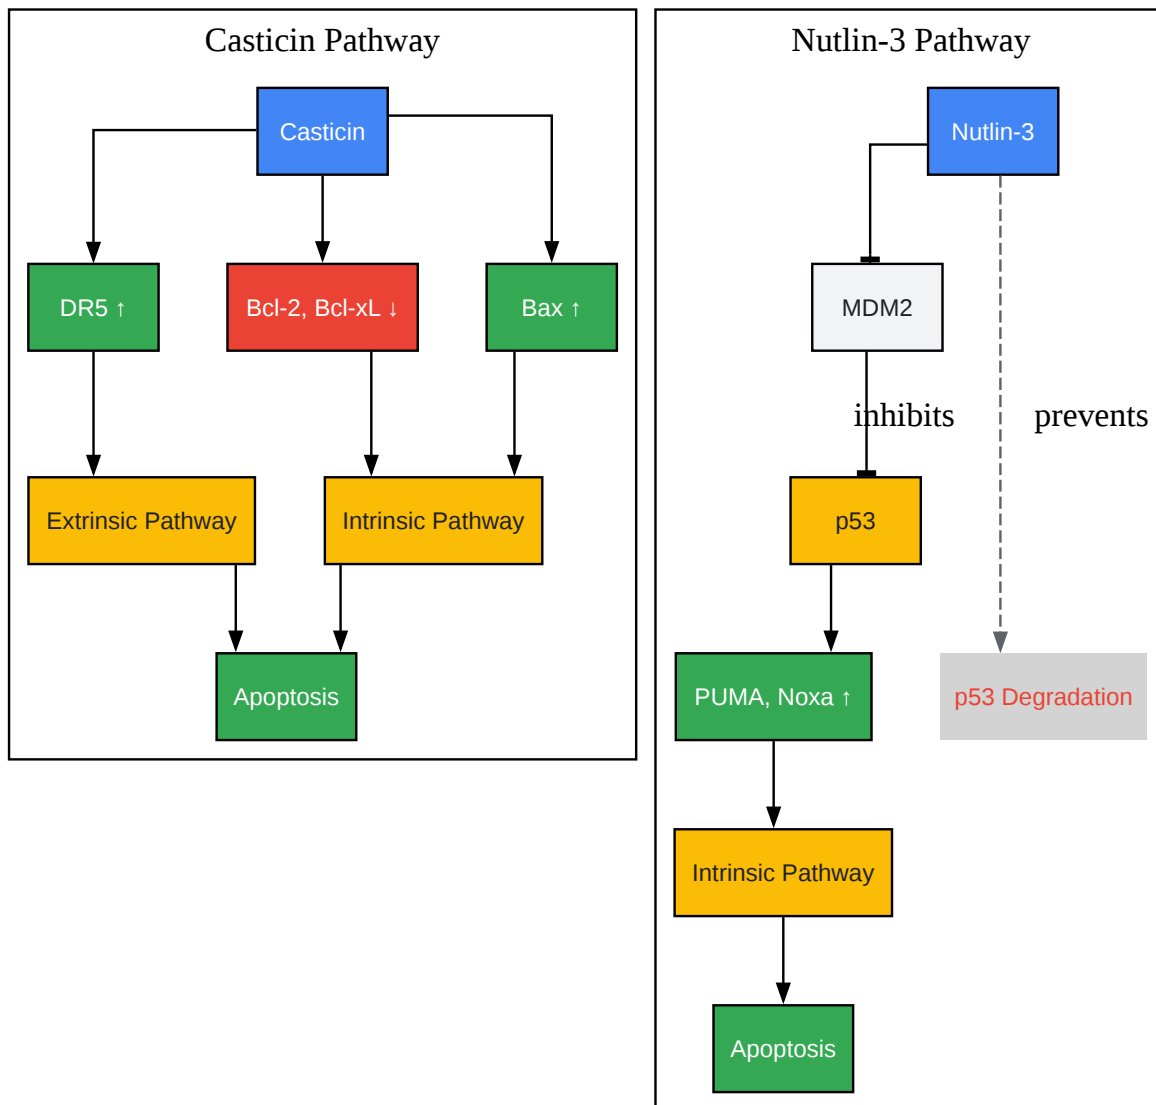 Casticin Pathway
Casticin
DR5 ↑
Bcl-2, Bcl-xL ↓
Bax ↑
Extrinsic Pathway
Intrinsic Pathway
Apoptosis
Nutlin-3 Pathway
Nutlin-3
MDM2
inhibits
prevents
p53
PUMA, Noxa ↑
p53 Degradation
Intrinsic Pathway
Apoptosis